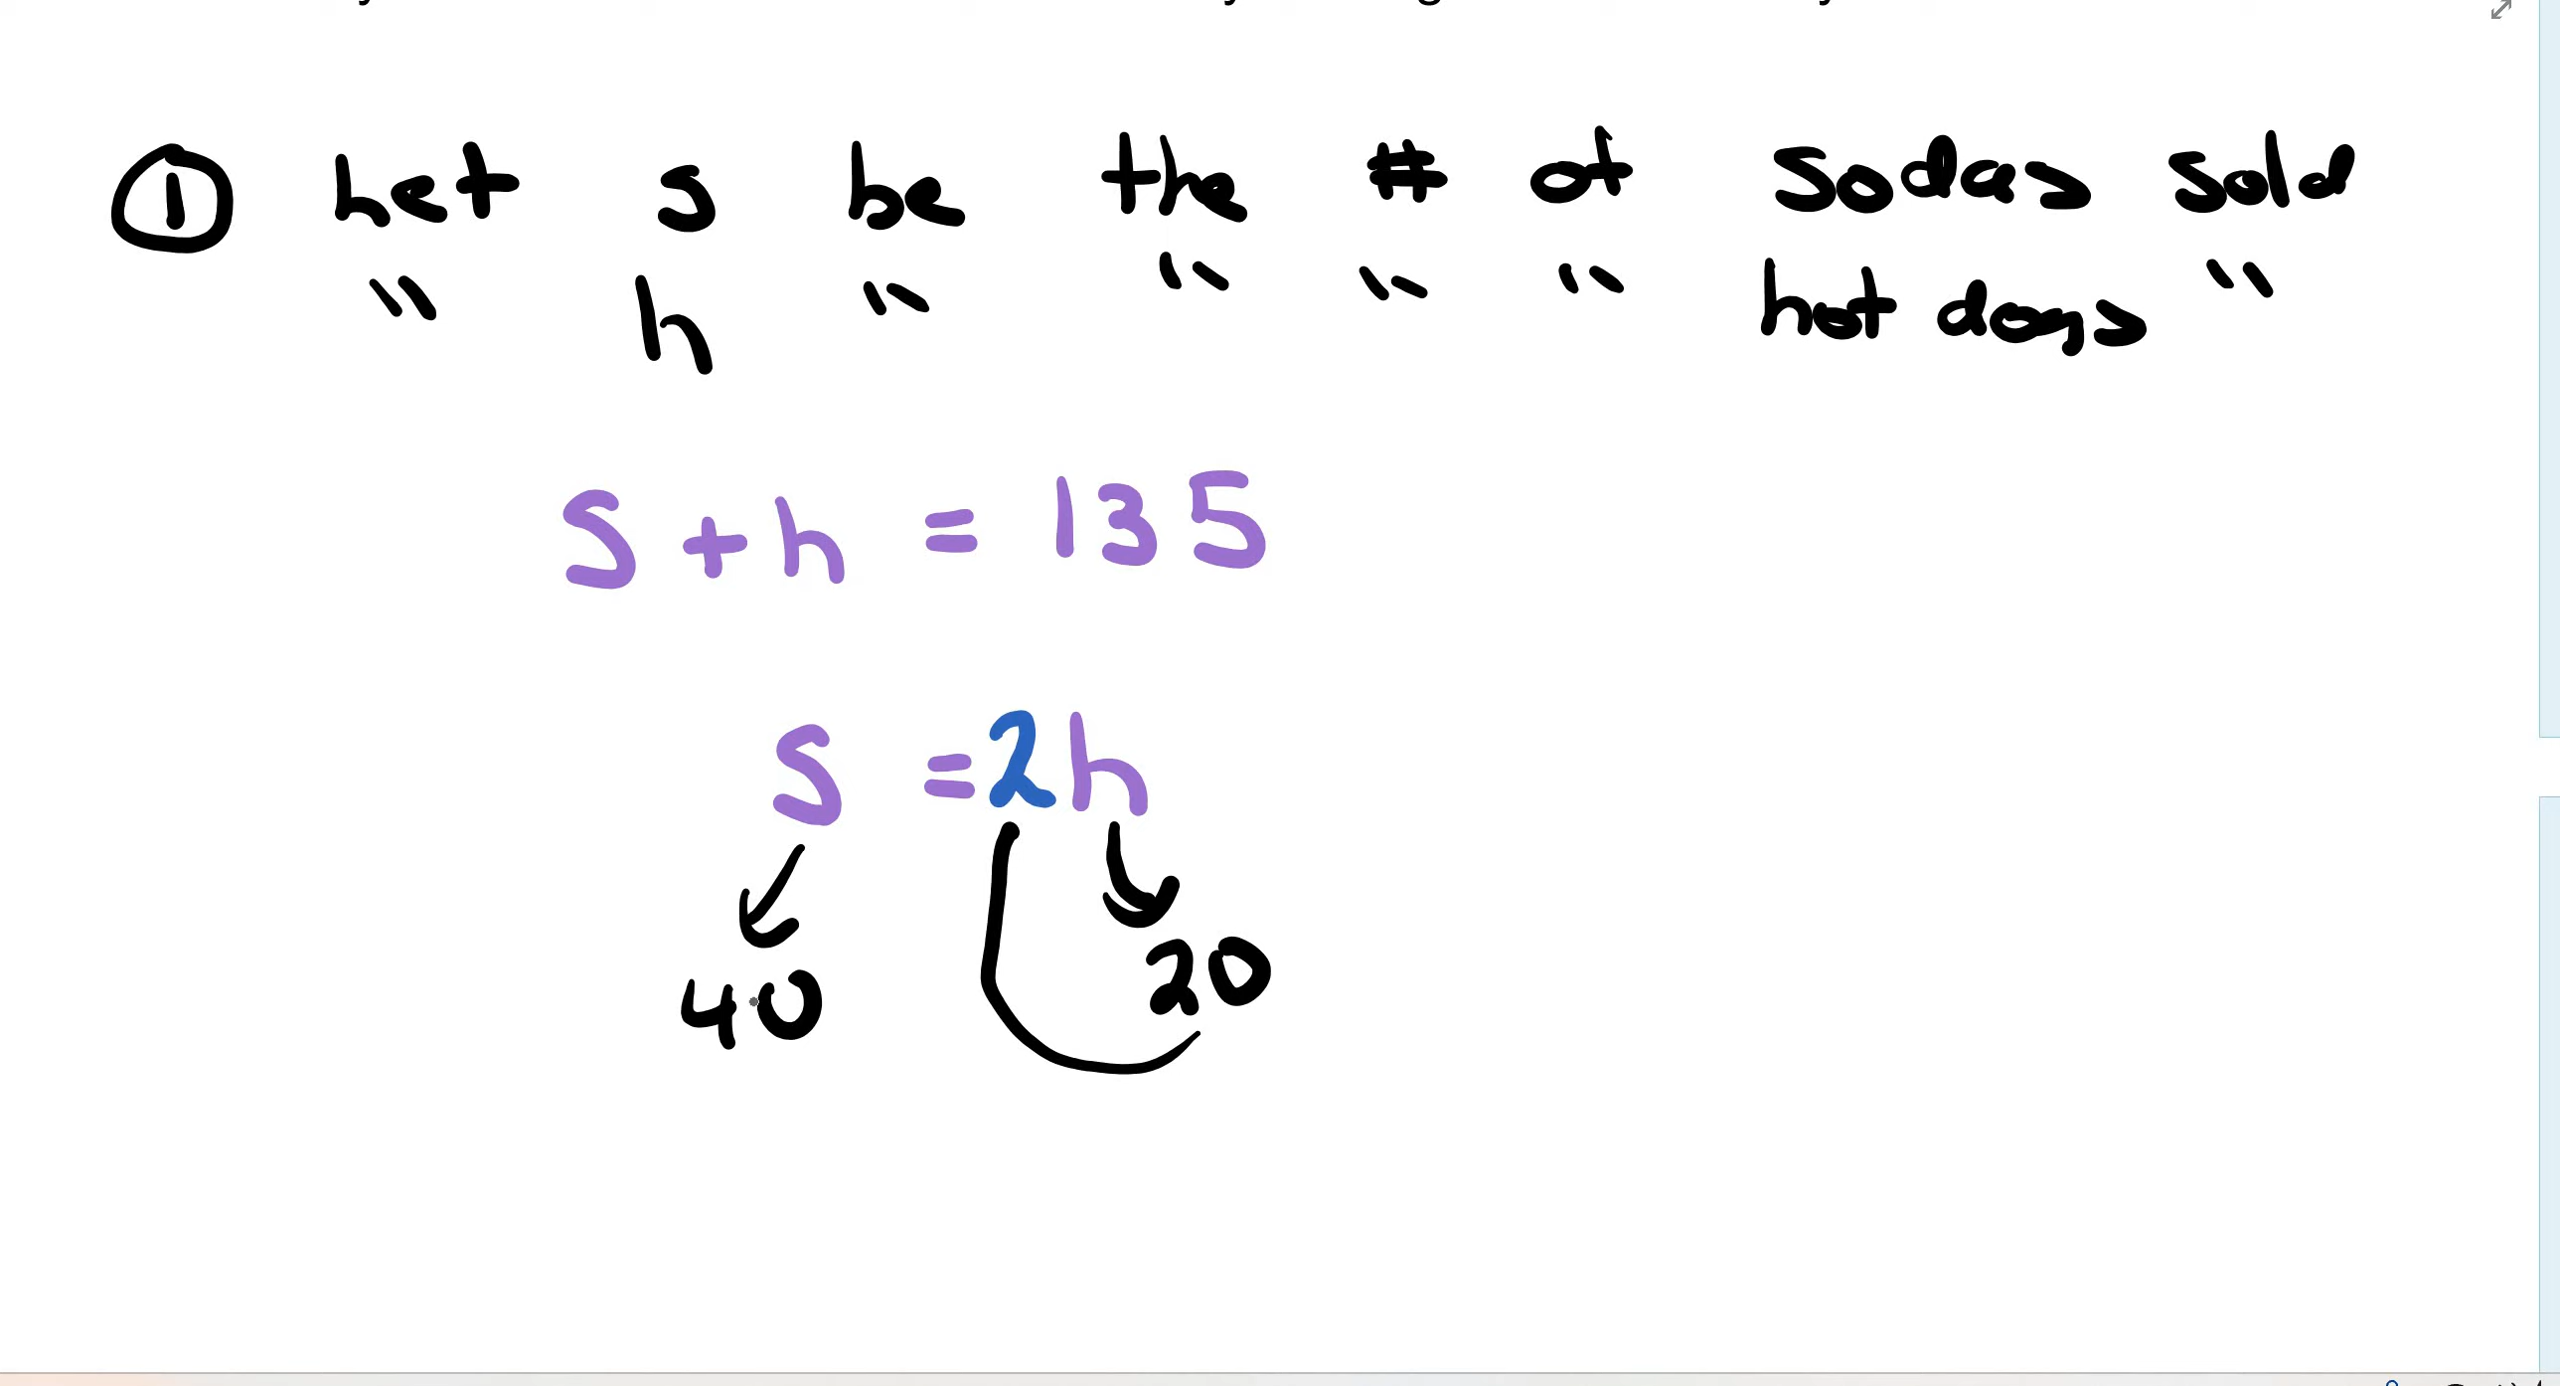 ① Let s be the # of sodas sold
" h " " " " hot dogs "
S + h = 135
S = 2h
40 20